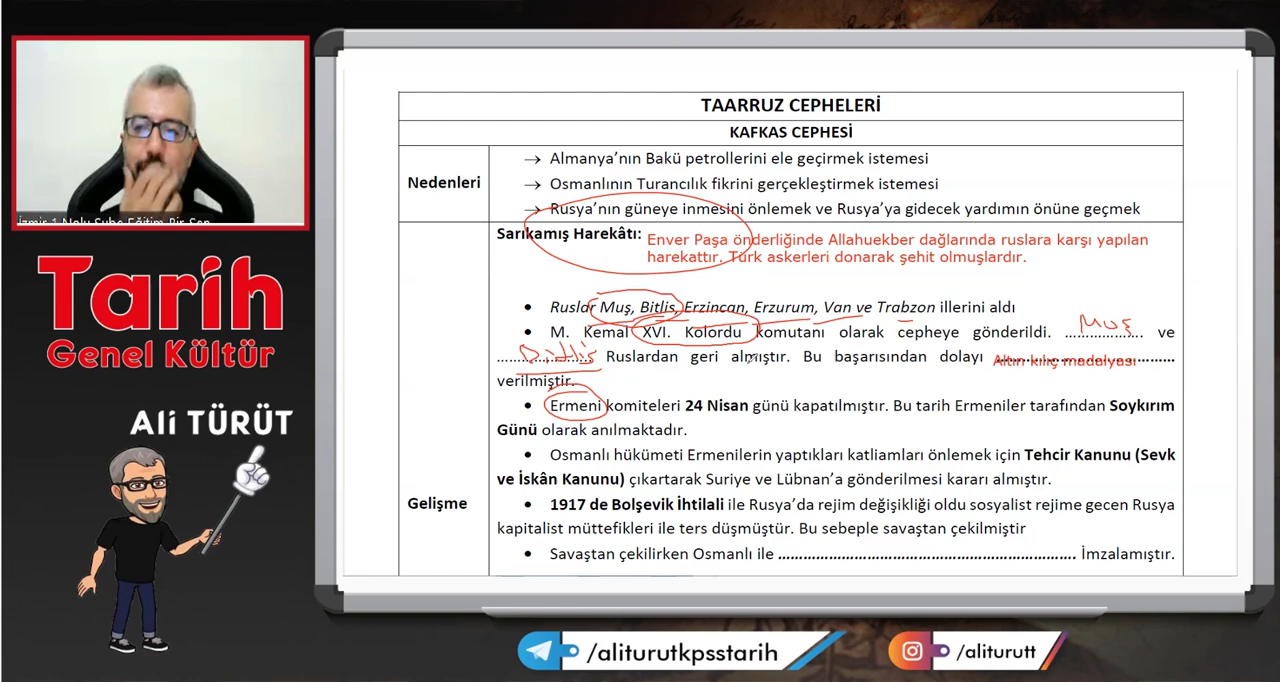 TAARRUZ CEPHELERİ
KAFKAS CEPHESİ
Nedenleri
→ Almanya’nın Bakü petrollerini ele geçirmek istemesi
→ Osmanlının Turancılık fikrini gerçekleştirmek istemesi
→ Rusya’nın güneye inmesini önlemek ve Rusya’ya gidecek yardımın önüne geçmek
Gelişme
Sarıkamış Harekâtı: Enver Paşa önderliğinde Allahuekber dağlarında ruslara karşı yapılan
harekattır. Türk askerleri donarak şehit olmuşlardır.
• Ruslar Muş, Bitlis, Erzincan, Erzurum, Van ve Trabzon illerini aldı
• M. Kemal XVI. Kolordu komutanı olarak cepheye gönderildi. Muş ve
Bitlis Ruslardan geri almıştır. Bu başarısından dolayı Altın kılıç madalyası
verilmiştir.
• Ermeni komiteleri 24 Nisan günü kapatılmıştır. Bu tarih Ermeniler tarafından Soykırım
Günü olarak anılmaktadır.
• Osmanlı hükümeti Ermenilerin yaptıkları katliamları önlemek için Tehcir Kanunu (Sevk
ve İskân Kanunu) çıkartarak Suriye ve Lübnan’a gönderilmesi kararı almıştır.
• 1917 de Bolşevik İhtilali ile Rusya’da rejim değişikliği oldu sosyalist rejime gecen Rusya
kapitalist müttefikleri ile ters düşmüştür. Bu sebeple savaştan çekilmiştir
• Savaştan çekilirken Osmanlı ile ……………………………………………………………. İmzalamıştır.
İzmir 1 Nolu Şube Eğitim-Bir-Sen
Tarih
Genel Kültür
Ali TÜRÜT
/aliturutkpsstarih
/aliturutt